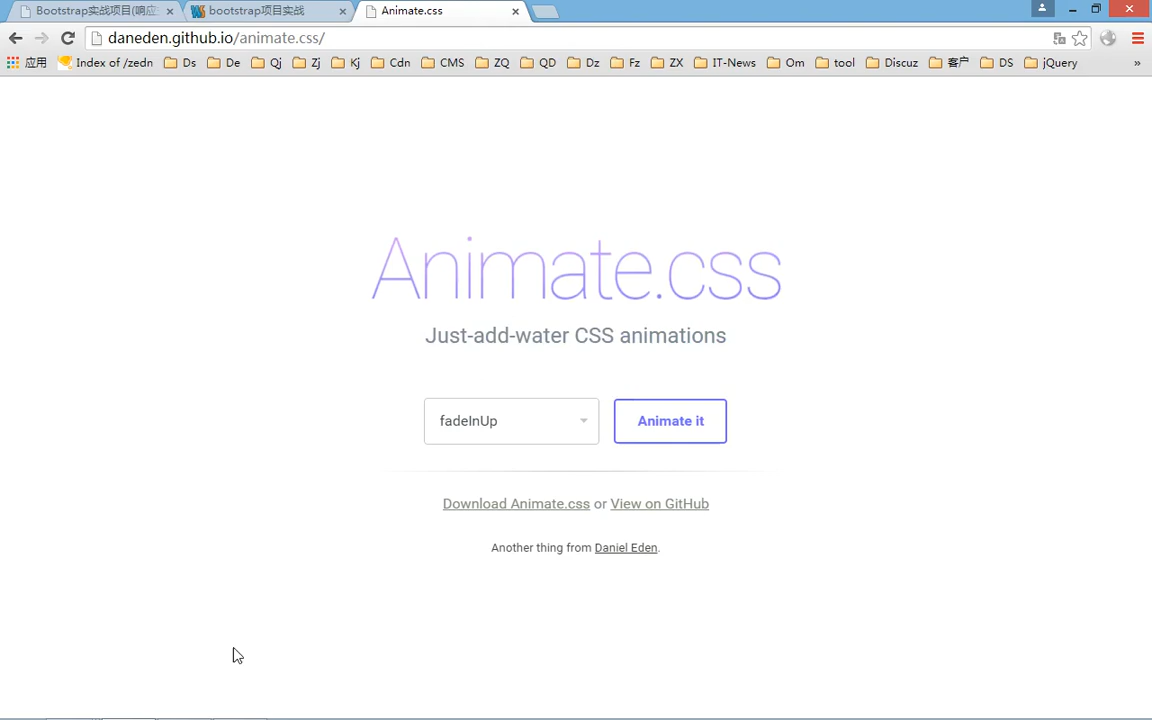 Bootstrap实战项目(响应
bootstrap项目实战
Animate.css
daneden.github.io/animate.css/
应用
Index of /zedn
Ds
De
Qj
Zj
Kj
Cdn
CMS
ZQ
QD
Dz
Fz
ZX
IT-News
Om
tool
Discuz
客户
DS
jQuery
»
Animate.css
Just-add-water CSS animations
fadeInUp
Animate it
Download Animate.css or View on GitHub
Another thing from Daniel Eden.